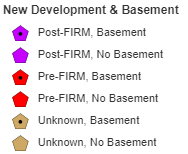 New Development & Basement
Post-FIRM, Basement
Post-FIRM, No Basement
Pre-FIRM, Basement
Pre-FIRM, No Basement
Unknown, Basement
Unknown, No Basement